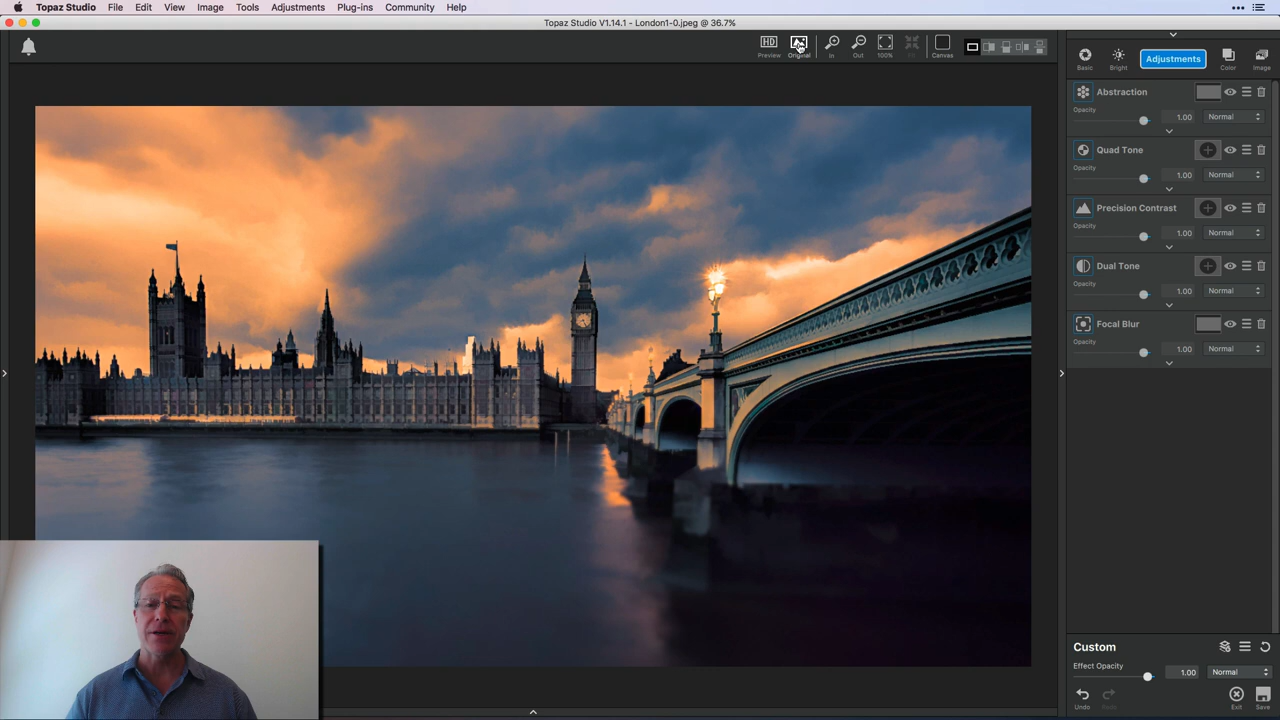 Topaz Studio File Edit View Image Tools Adjustments Plug-ins Community Help
Topaz Studio V1.14.1 - London1-0.jpeg @ 36.7%
HD
Preview Original In Out 100% Canvas
Basic Bright Adjustments Color Image
Abstraction
Opacity
1.00 Normal
Quad Tone
Opacity
1.00 Normal
Precision Contrast
Opacity
1.00 Normal
Dual Tone
Opacity
1.00 Normal
Focal Blur
Opacity
1.00 Normal
Custom
Effect Opacity
1.00 Normal
Undo Redo Exit Save